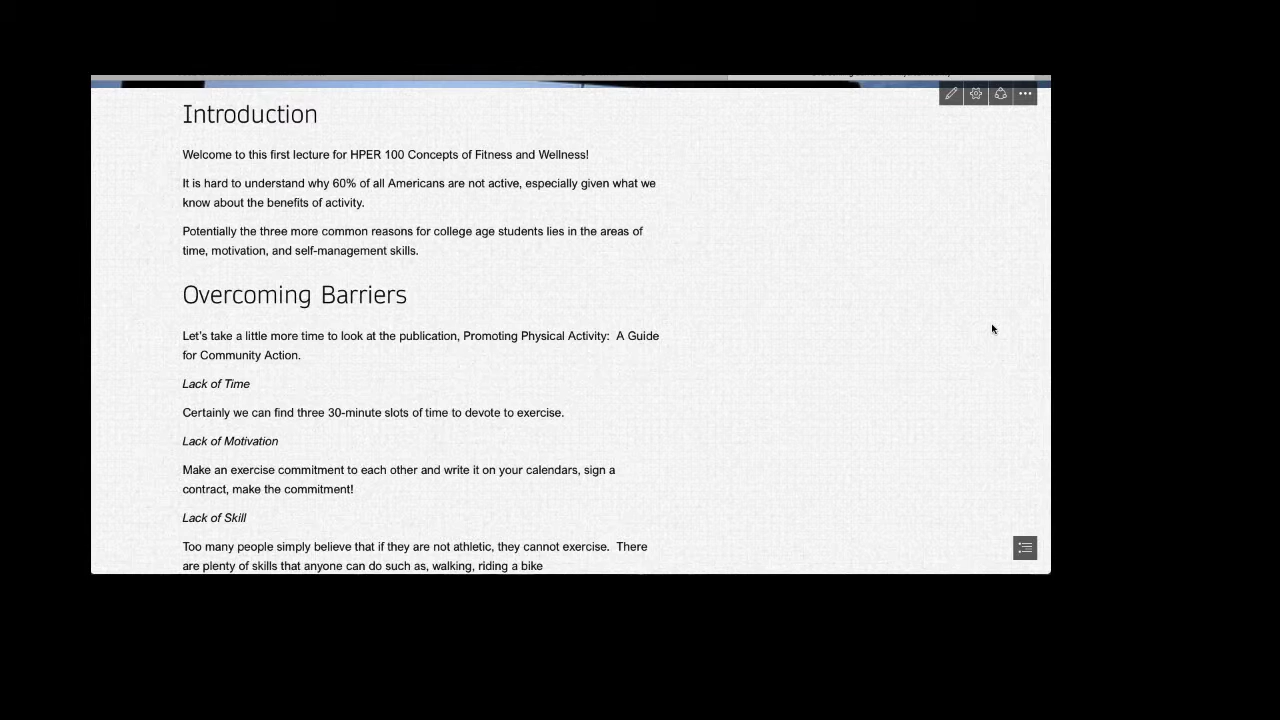 Introduction
Welcome to this first lecture for HPER 100 Concepts of Fitness and Wellness!
It is hard to understand why 60% of all Americans are not active, especially given what we
know about the benefits of activity.
Potentially the three more common reasons for college age students lies in the areas of
time, motivation, and self-management skills.
Overcoming Barriers
Let’s take a little more time to look at the publication, Promoting Physical Activity:  A Guide
for Community Action.
Lack of Time
Certainly we can find three 30-minute slots of time to devote to exercise.
Lack of Motivation
Make an exercise commitment to each other and write it on your calendars, sign a
contract, make the commitment!
Lack of Skill
Too many people simply believe that if they are not athletic, they cannot exercise.  There
are plenty of skills that anyone can do such as, walking, riding a bike